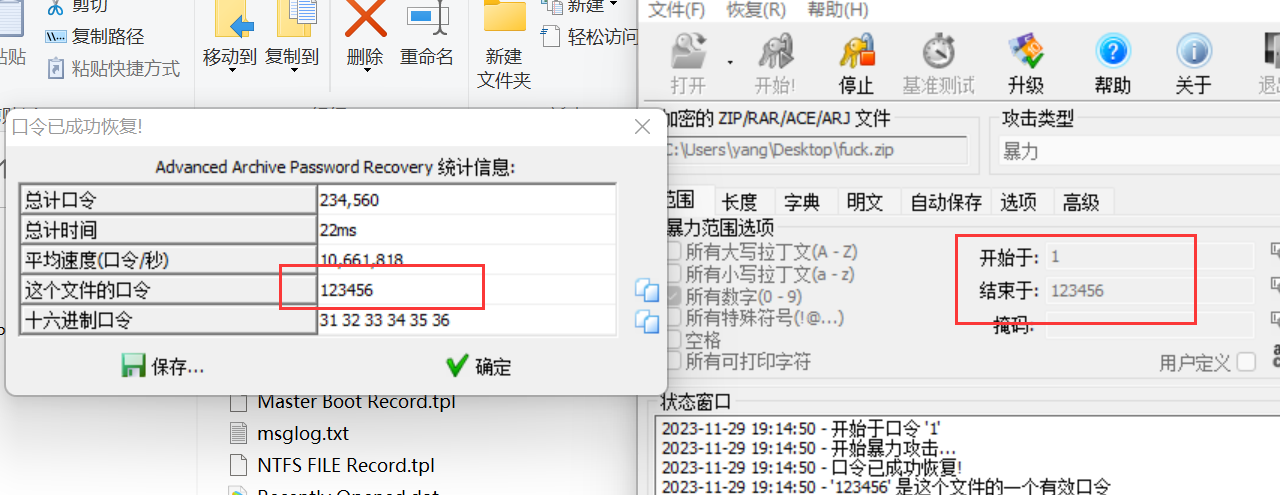 剪切
复制路径
粘贴快捷方式
移动到
复制到
删除
重命名
新建
文件夹
新建
轻松访问
口令已成功恢复!
Advanced Archive Password Recovery 统计信息:
总计口令 234,560
总计时间 22ms
平均速度(口令/秒) 10,661,818
这个文件的口令 123456
十六进制口令 31 32 33 34 35 36
保存...
确定
Master Boot Record.tpl
msglog.txt
NTFS FILE Record.tpl
Recently Opened.dat
文件(F) 恢复(R) 帮助(H)
打开 开始! 停止 基准测试 升级 帮助 关于
加密的 ZIP/RAR/ACE/ARJ 文件
C:\Users\yang\Desktop\fuck.zip
攻击类型
暴力
范围 长度 字典 明文 自动保存 选项 高级
暴力范围选项
所有大写拉丁文(A - Z)
所有小写拉丁文(a - z)
所有数字(0 - 9)
所有特殊符号(!@...)
空格
所有可打印字符
开始于: 1
结束于: 123456
掩码:
用户定义
状态窗口
2023-11-29 19:14:50 - 开始于口令 '1'
2023-11-29 19:14:50 - 开始暴力攻击...
2023-11-29 19:14:50 - 口令已成功恢复!
2023-11-29 19:14:50 - '123456' 是这个文件的一个有效口令